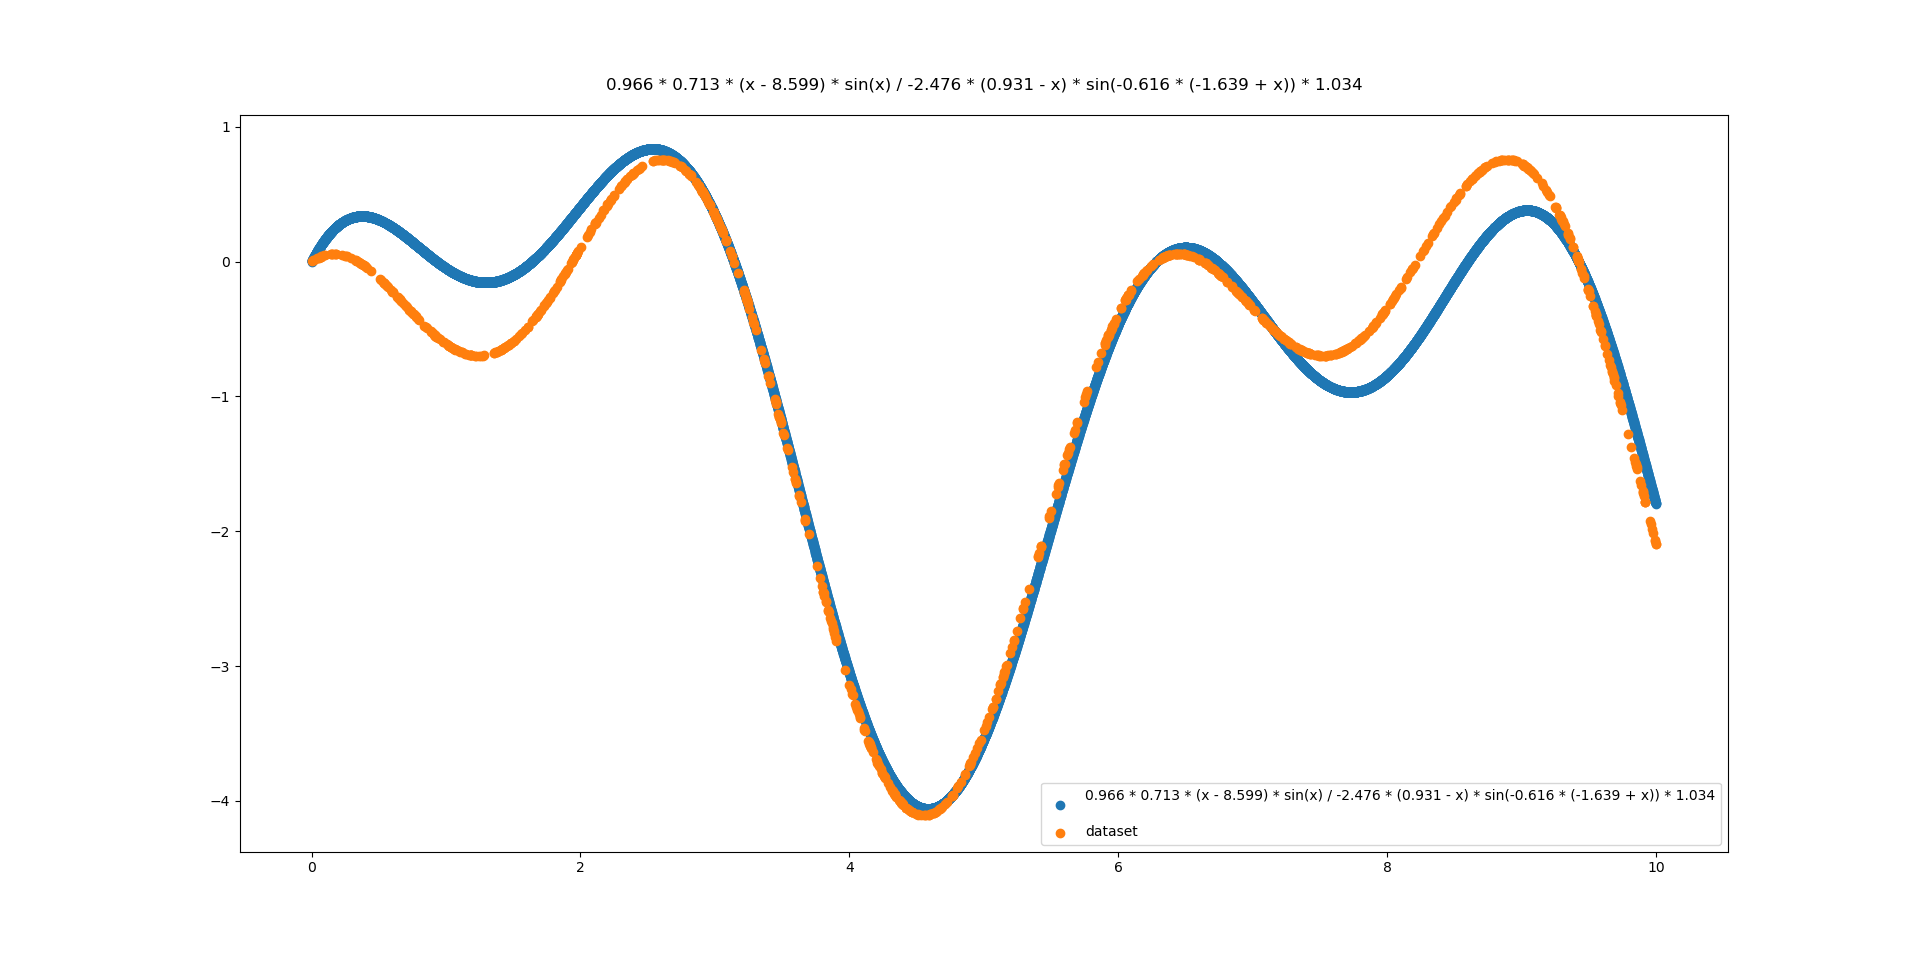 0.966 * 0.713 * (x - 8.599) * sin(x) / -2.476 * (0.931 - x) * sin(-0.616 * (-1.639 + x)) * 1.034
1
0
−1
−2
−3
−4
0.966 * 0.713 * (x - 8.599) * sin(x) / -2.476 * (0.931 - x) * sin(-0.616 * (-1.639 + x)) * 1.034
dataset
0 2 4 6 8 10